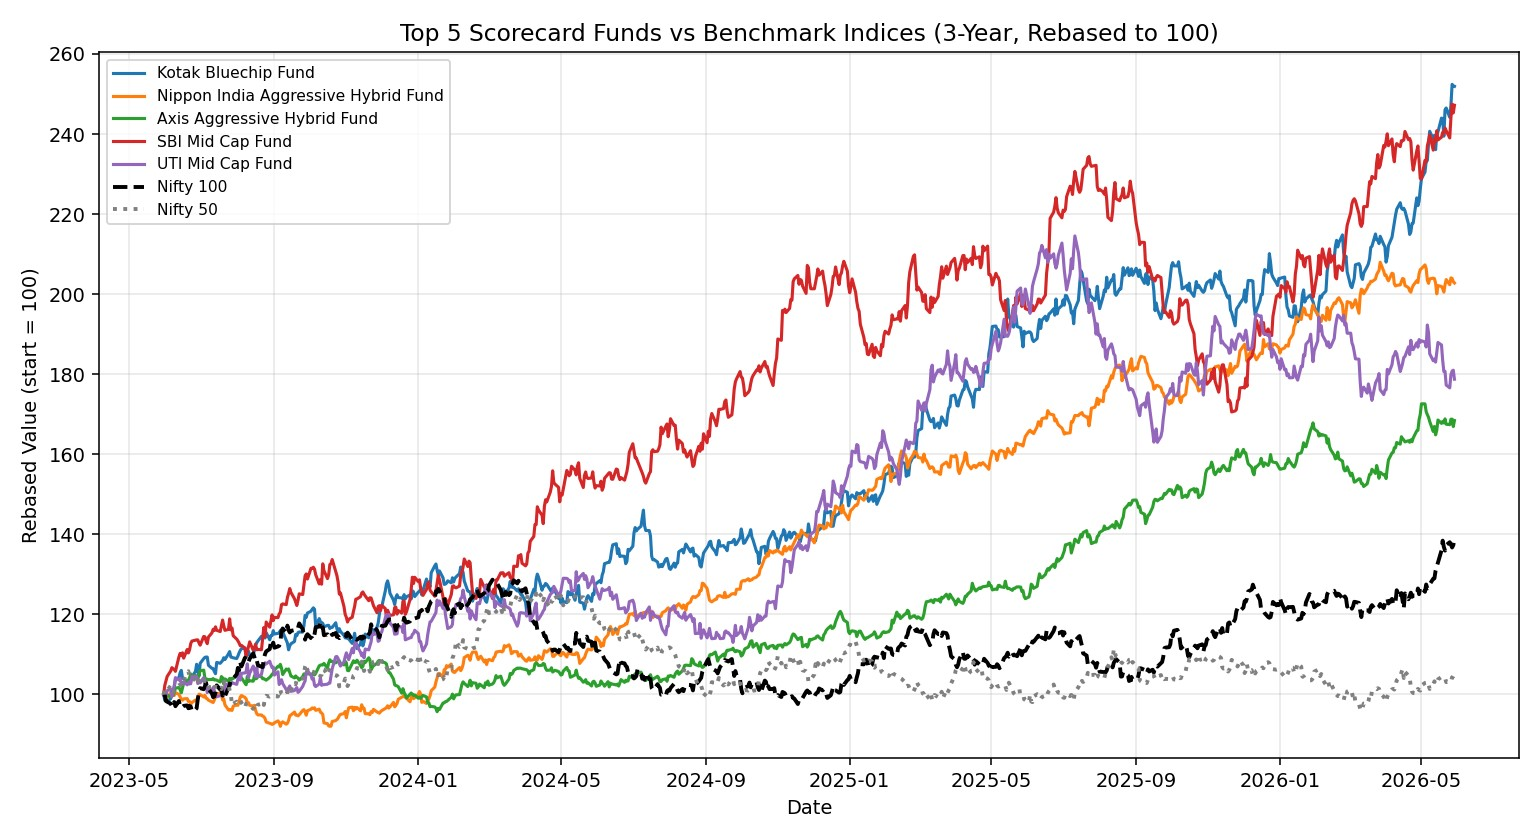 Top 5 Scorecard Funds vs Benchmark Indices (3-Year, Rebased to 100)
Kotak Bluechip Fund
Nippon India Aggressive Hybrid Fund
Axis Aggressive Hybrid Fund
SBI Mid Cap Fund
UTI Mid Cap Fund
Nifty 100
Nifty 50
Rebased Value (start = 100)
260
240
220
200
180
160
140
120
100
2023-05 2023-09 2024-01 2024-05 2024-09 2025-01 2025-05 2025-09 2026-01 2026-05
Date